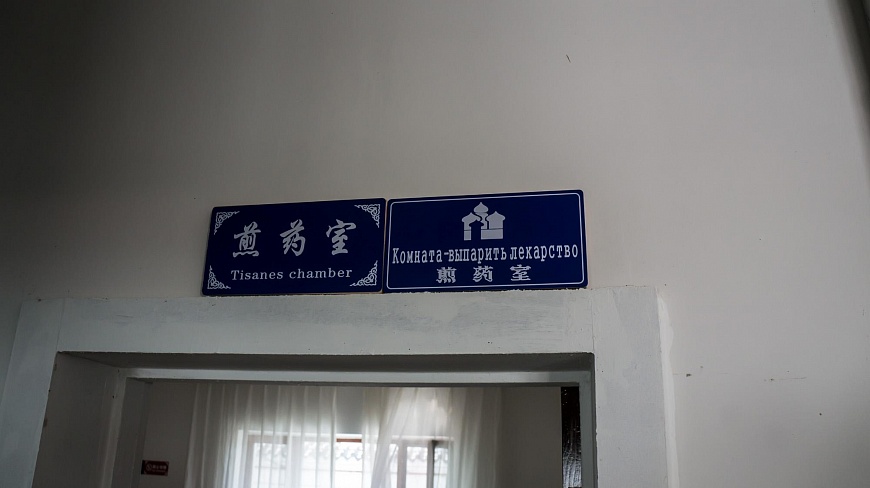 煎药室
Tisanes chamber
Комната-выпарить лекарство
煎药室